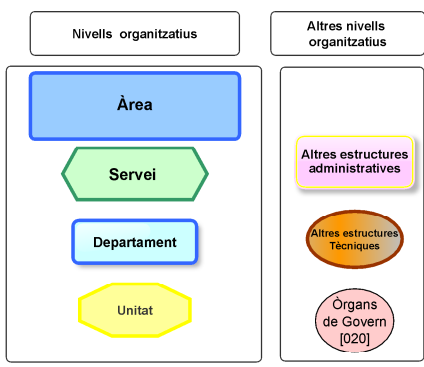 Nivells organitzatius
Altres nivells
organitzatius
Àrea
Servei
Departament
Unitat
Altres estructures
administratives
Altres estructures
Tècniques
Òrgans
de Govern
[020]